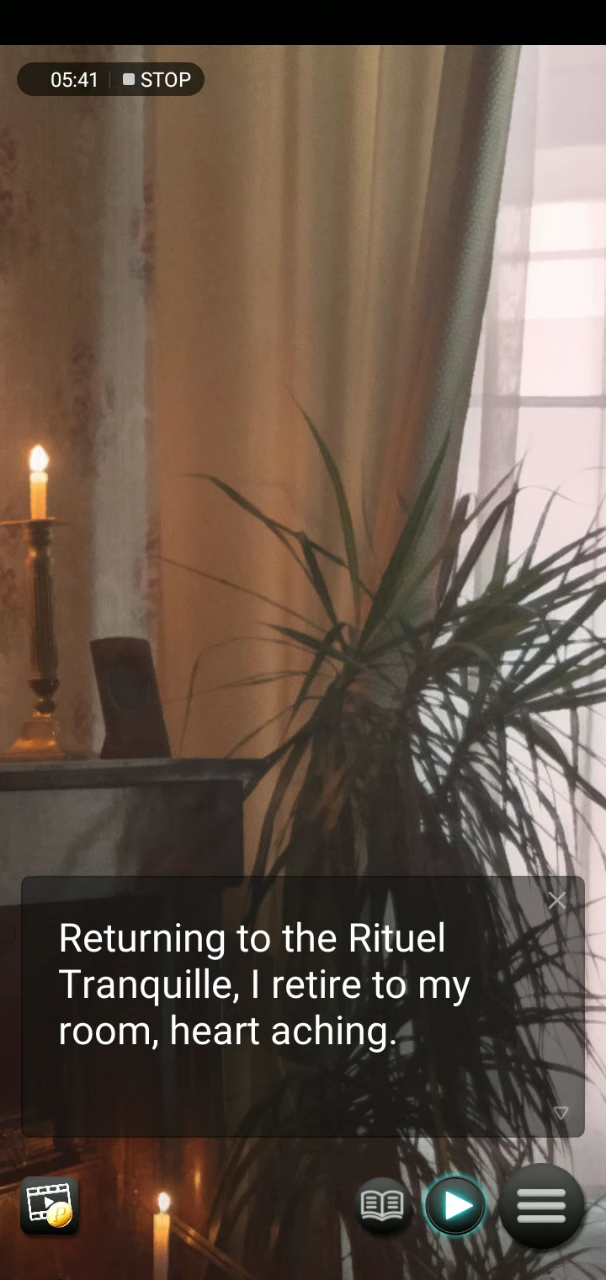 05:41 STOP
Returning to the Rituel
Tranquille, I retire to my
room, heart aching.
P